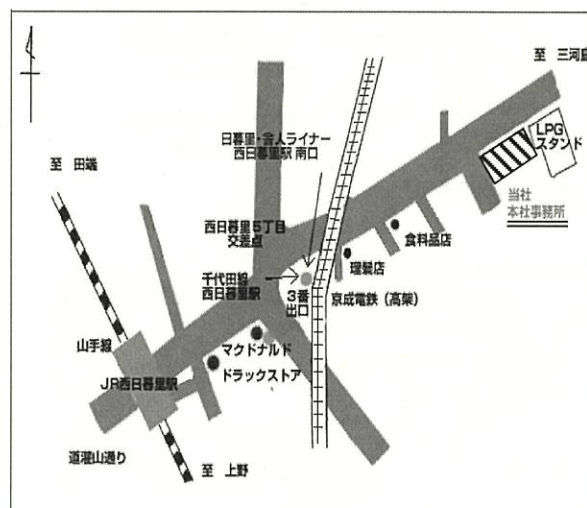 至 三河島
LPG
スタンド
日暮里・舎人ライナー
西日暮里駅 南口
至 田端
当社
本社事務所
西日暮里5丁目
交差点
食料品店
理髪店
千代田線
西日暮里駅
3番
出口
京成電鉄（高架）
山手線
マクドナルド
JR西日暮里駅
ドラックストア
道灌山通り
至 上野